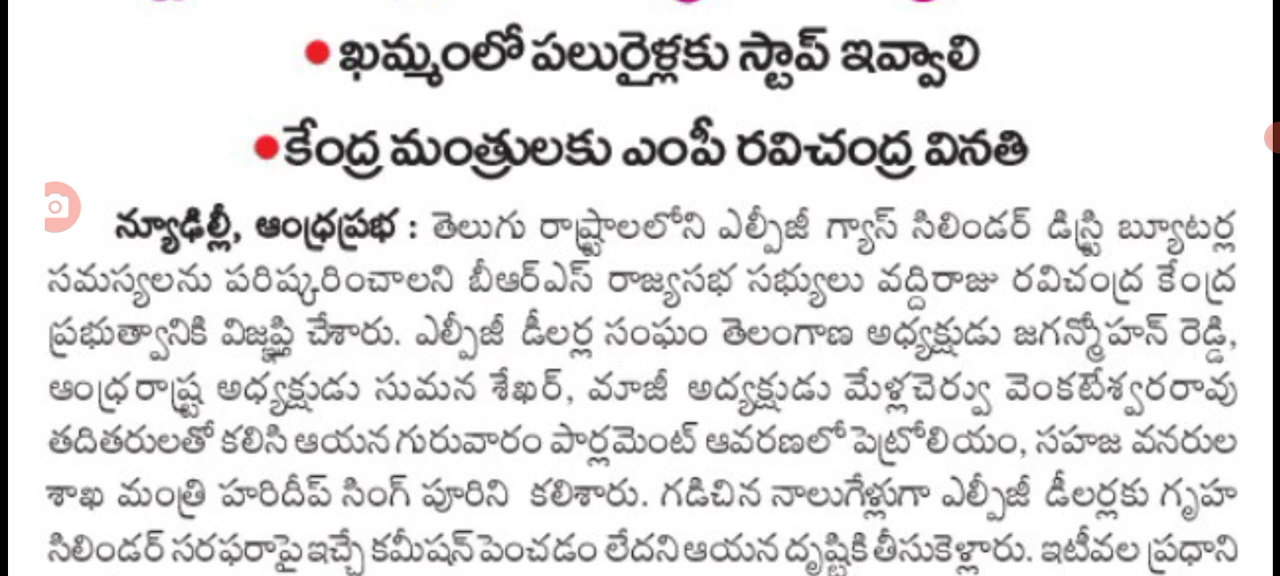 • ఖమ్మంలో పలురైళ్లకు స్టాప్ ఇవ్వాలి
• కేంద్ర మంత్రులకు ఎంపీ రవిచంద్ర వినతి
న్యూఢిల్లీ, ఆంధ్రప్రభ : తెలుగు రాష్ట్రాలలోని ఎల్పీజీ గ్యాస్ సిలిండర్ డిస్ట్రి బ్యూటర్ల
సమస్యలను పరిష్కరించాలని బీఆర్ఎస్ రాజ్యసభ సభ్యులు వద్దిరాజు రవిచంద్ర కేంద్ర
ప్రభుత్వానికి విజ్ఞప్తి చేశారు. ఎల్పీజీ డీలర్ల సంఘం తెలంగాణ అధ్యక్షుడు జగన్మోహన్ రెడ్డి,
ఆంధ్రరాష్ట్ర అధ్యక్షుడు సుమన శేఖర్, మాజీ అద్యక్షుడు మేళ్లచెర్వు వెంకటేశ్వరరావు
తదితరులతో కలిసి ఆయన గురువారం పార్లమెంట్ ఆవరణలో పెట్రోలియం, సహజ వనరుల
శాఖ మంత్రి హరిదీప్ సింగ్ పూరిని కలిశారు. గడిచిన నాలుగేళ్లుగా ఎల్పీజీ డీలర్లకు గృహ
సిలిండర్ సరఫరాపై ఇచ్చే కమీషన్ పెంచడం లేదని ఆయన దృష్టికి తీసుకెళ్లారు. ఇటీవల ప్రధాని